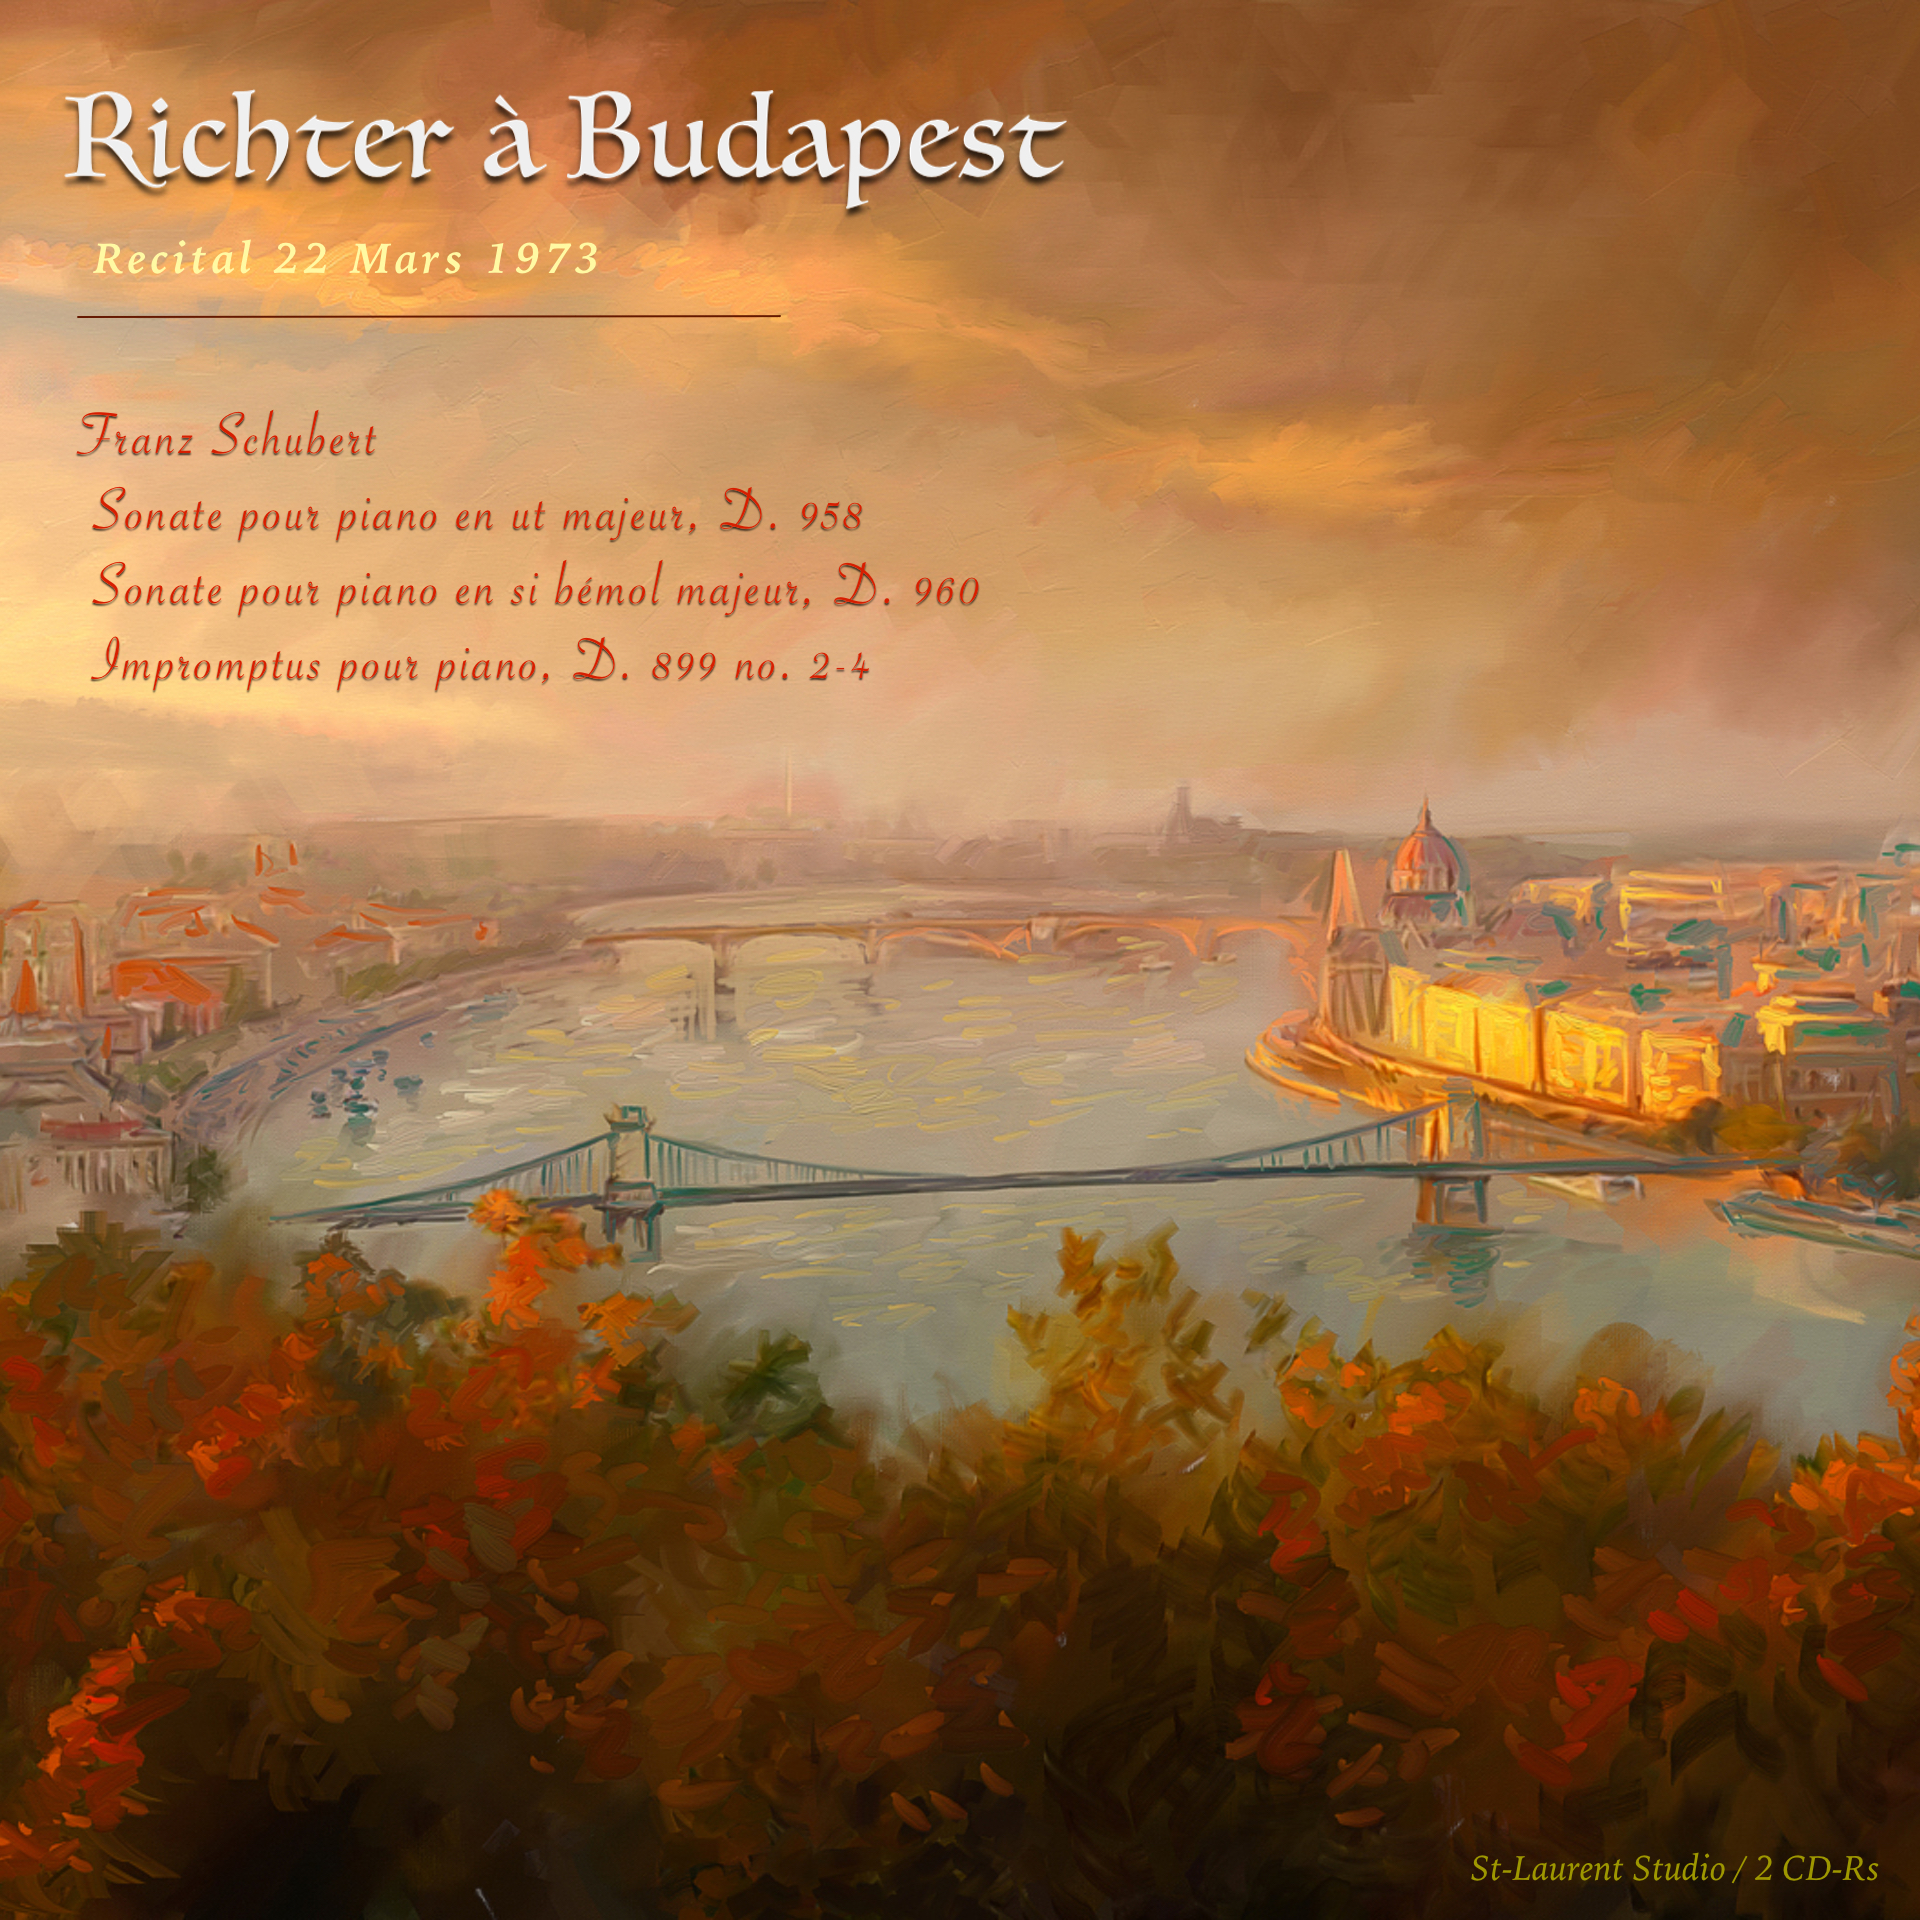 Richter à Budapest
Recital 22 Mars 1973
Franz Schubert
Sonate pour piano en ut majeur, D. 958
Sonate pour piano en si bémol majeur, D. 960
Impromptus pour piano, D. 899 no. 2-4
St-Laurent Studio / 2 CD-Rs